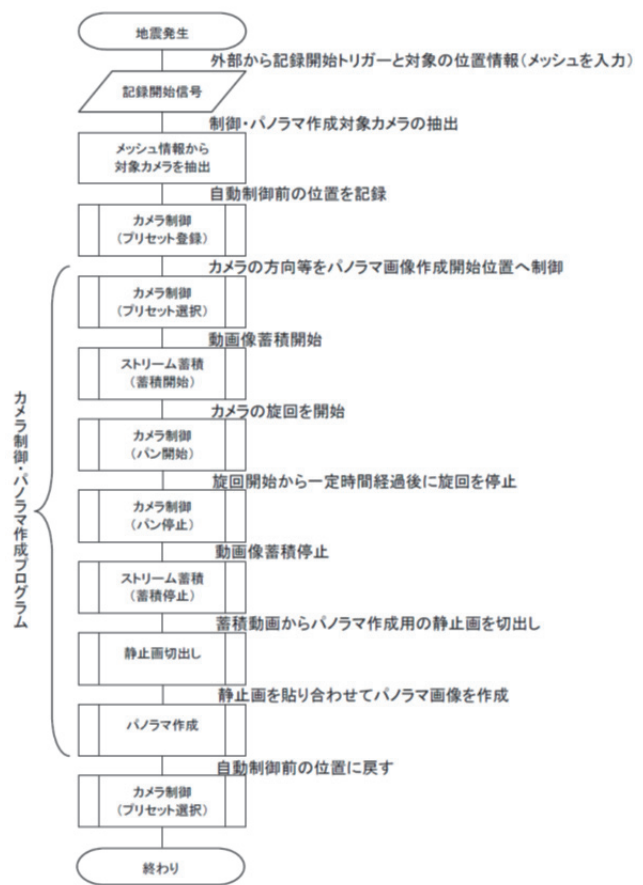 地震発生
外部から記録開始トリガーと対象の位置情報(メッシュを入力)
記録開始信号
制御・パノラマ作成対象カメラの抽出
メッシュ情報から
対象カメラを抽出
自動制御前の位置を記録
カメラ制御
(プリセット登録)
カメラの方向等をパノラマ画像作成開始位置へ制御
カメラ制御
(プリセット選択)
動画像蓄積開始
ストリーム蓄積
(蓄積開始)
カメラの旋回を開始
カメラ制御
(パン開始)
旋回開始から一定時間経過後に旋回を停止
カメラ制御
(パン停止)
動画像蓄積停止
ストリーム蓄積
(蓄積停止)
蓄積動画からパノラマ作成用の静止画を切出し
静止画切出し
静止画を貼り合わせてパノラマ画像を作成
パノラマ作成
カメラ制御・パノラマ作成プログラム
自動制御前の位置に戻す
カメラ制御
(プリセット選択)
終わり